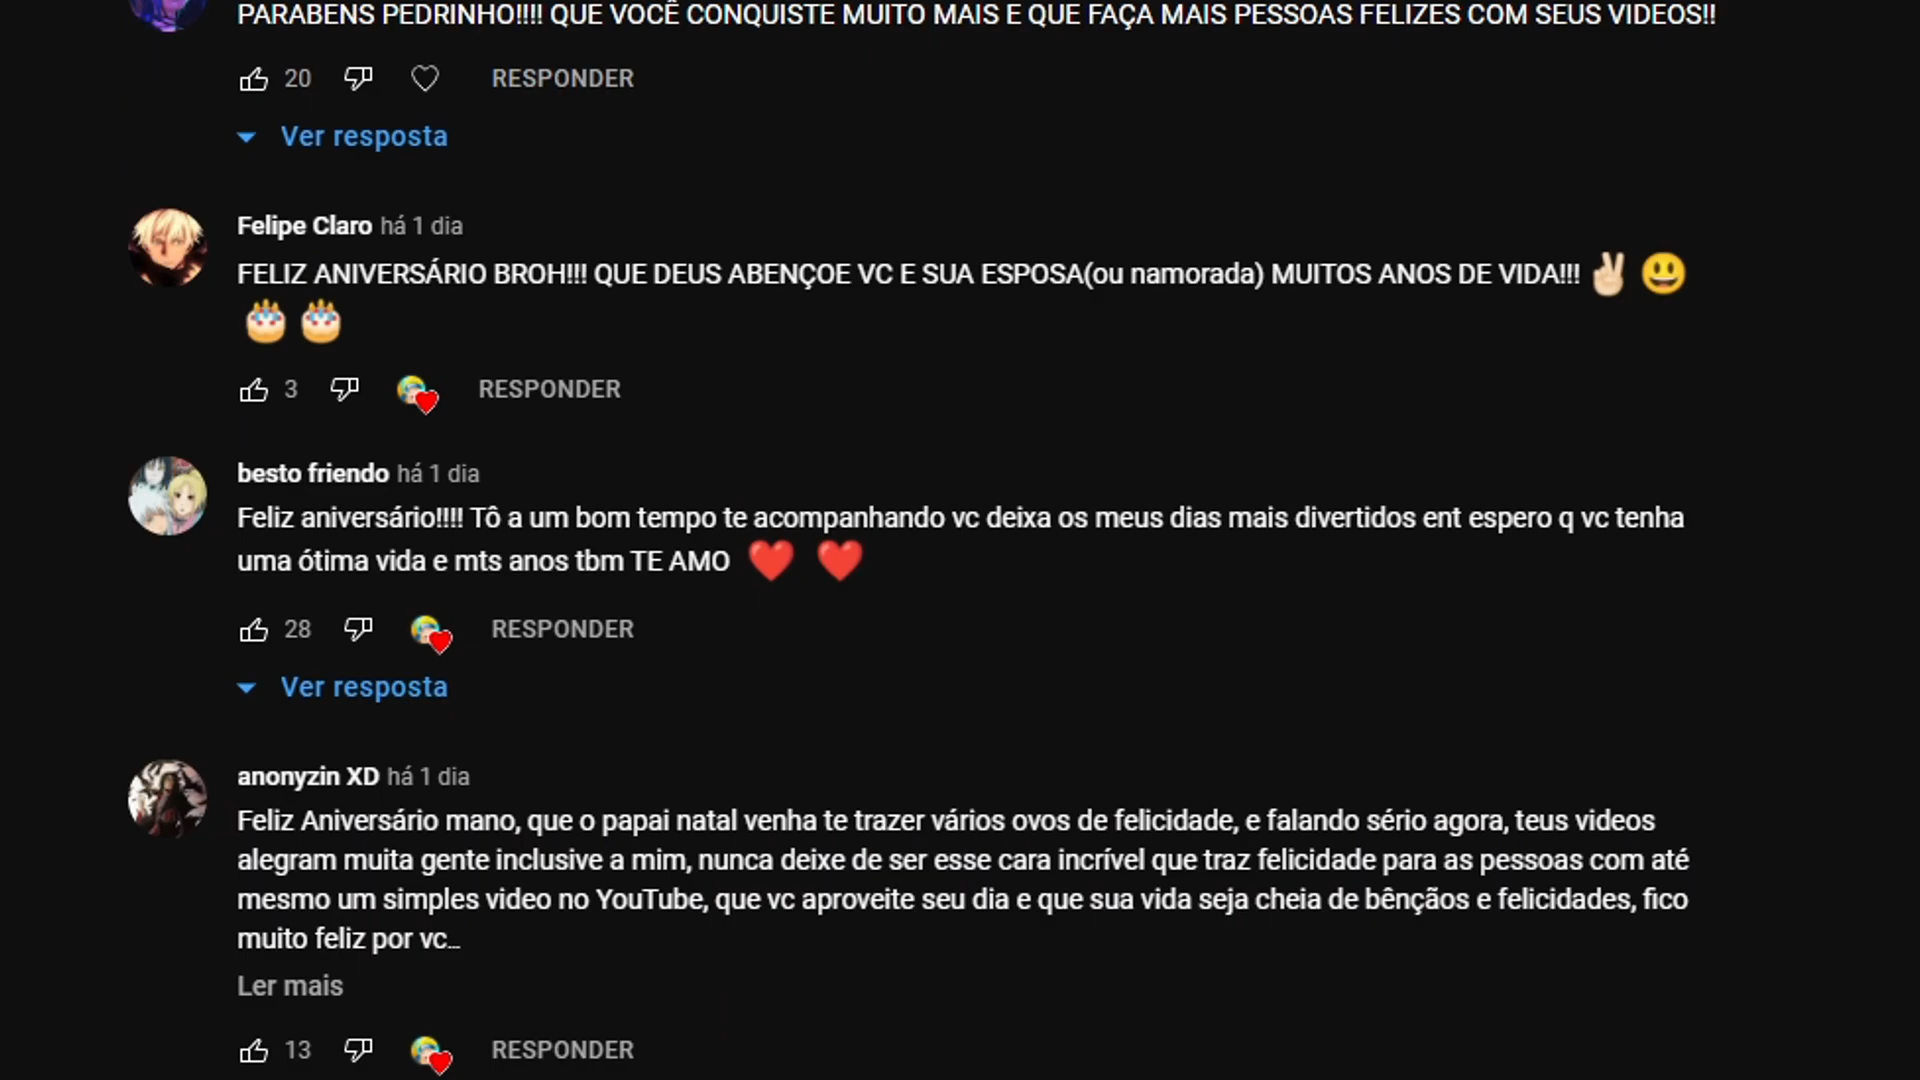 PARABENS PEDRINHO!!!! QUE VOCÊ CONQUISTE MUITO MAIS E QUE FAÇA MAIS PESSOAS FELIZES COM SEUS VIDEOS!!
20 RESPONDER
Ver resposta
Felipe Claro há 1 dia
FELIZ ANIVERSÁRIO BROH!!! QUE DEUS ABENÇOE VC E SUA ESPOSA(ou namorada) MUITOS ANOS DE VIDA!!! ✌🏻 😃
🎂 🎂
3 RESPONDER
besto friendo há 1 dia
Feliz aniversário!!!! Tô a um bom tempo te acompanhando vc deixa os meus dias mais divertidos ent espero q vc tenha
uma ótima vida e mts anos tbm TE AMO ❤️ ❤️
28 RESPONDER
Ver resposta
anonyzin XD há 1 dia
Feliz Aniversário mano, que o papai natal venha te trazer vários ovos de felicidade, e falando sério agora, teus videos
alegram muita gente inclusive a mim, nunca deixe de ser esse cara incrível que traz felicidade para as pessoas com até
mesmo um simples video no YouTube, que vc aproveite seu dia e que sua vida seja cheia de bênçãos e felicidades, fico
muito feliz por vc...
Ler mais
13 RESPONDER